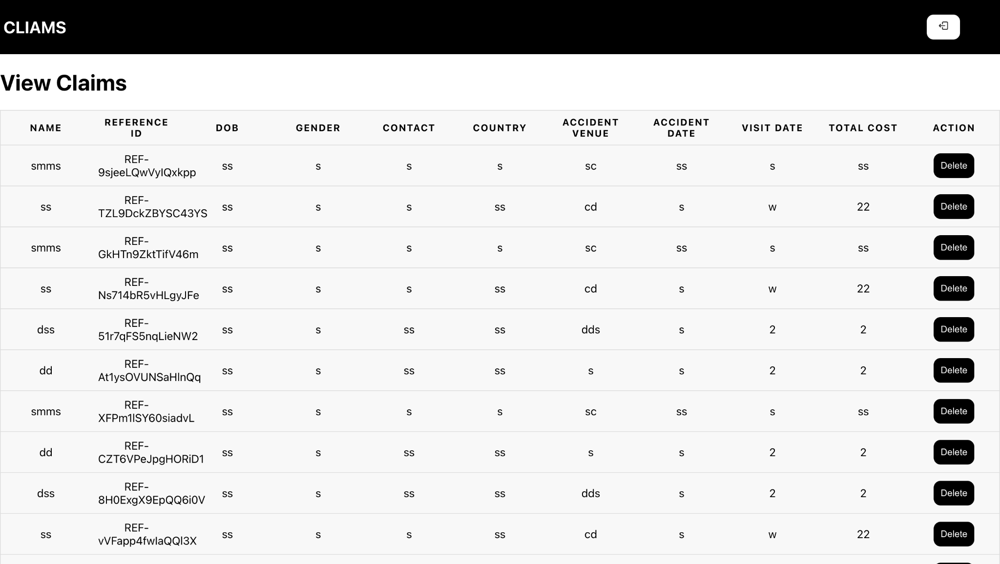 CLIAMS
View Claims
NAME REFERENCE ID DOB GENDER CONTACT COUNTRY ACCIDENT VENUE ACCIDENT DATE VISIT DATE TOTAL COST ACTION
smms REF-9sjeeLQwVyIQxkpp ss s s s sc ss s ss Delete
ss REF-TZL9DckZBYSC43YS ss s s ss cd s w 22 Delete
smms REF-GkHTn9ZktTifV46m ss s s s sc ss s ss Delete
ss REF-Ns714bR5vHLgyJFe ss s s ss cd s w 22 Delete
dss REF-51r7qFS5nqLieNW2 ss s ss ss dds s 2 2 Delete
dd REF-At1ysOVUNSaHlnQq ss s ss ss s s 2 2 Delete
smms REF-XFPm1lSY60siadvL ss s s s sc ss s ss Delete
dd REF-CZT6VPeJpgHORiD1 ss s ss ss s s 2 2 Delete
dss REF-8H0ExgX9EpQQ6i0V ss s ss ss dds s 2 2 Delete
ss REF-vVFapp4fwIaQQl3X ss s s ss cd s w 22 Delete